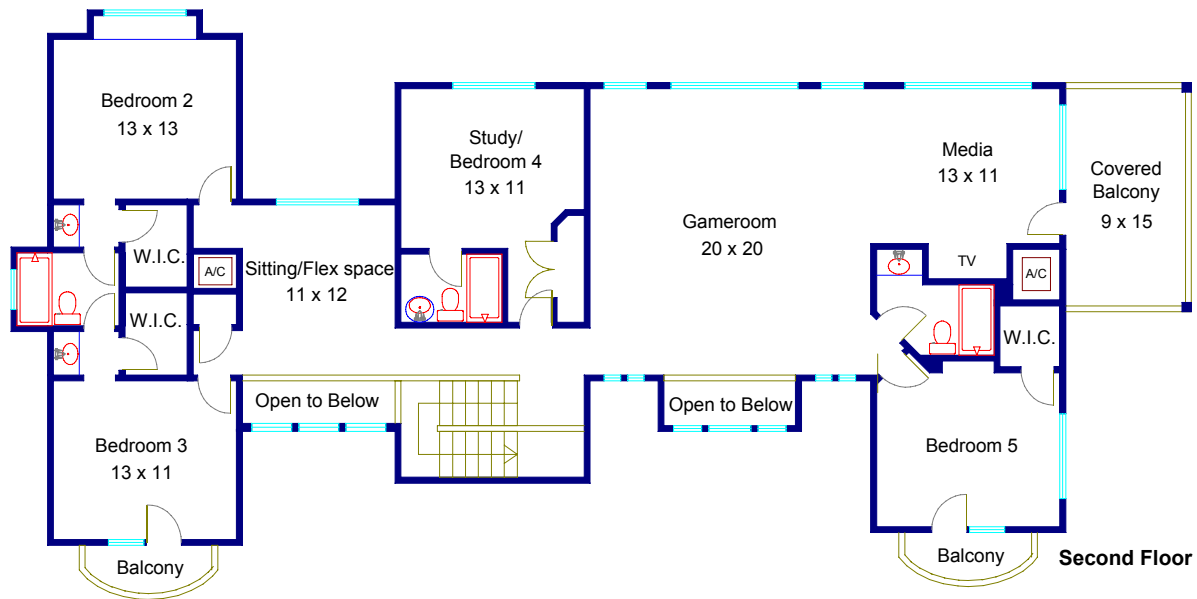 Bedroom 2
13 x 13
Study/
Bedroom 4
13 x 11
Media
13 x 11
Covered
Balcony
9 x 15
Gameroom
20 x 20
W.I.C.
A/C
Sitting/Flex space
11 x 12
TV
A/C
W.I.C.
W.I.C.
Open to Below
Open to Below
Bedroom 3
13 x 11
Bedroom 5
Balcony
Balcony
Second Floor